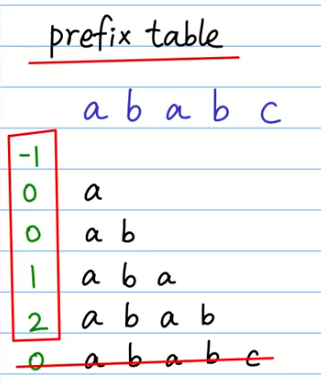 prefix table
a b a b c
-1
0 a
0 a b
1 a b a
2 a b a b
0 a b a b c